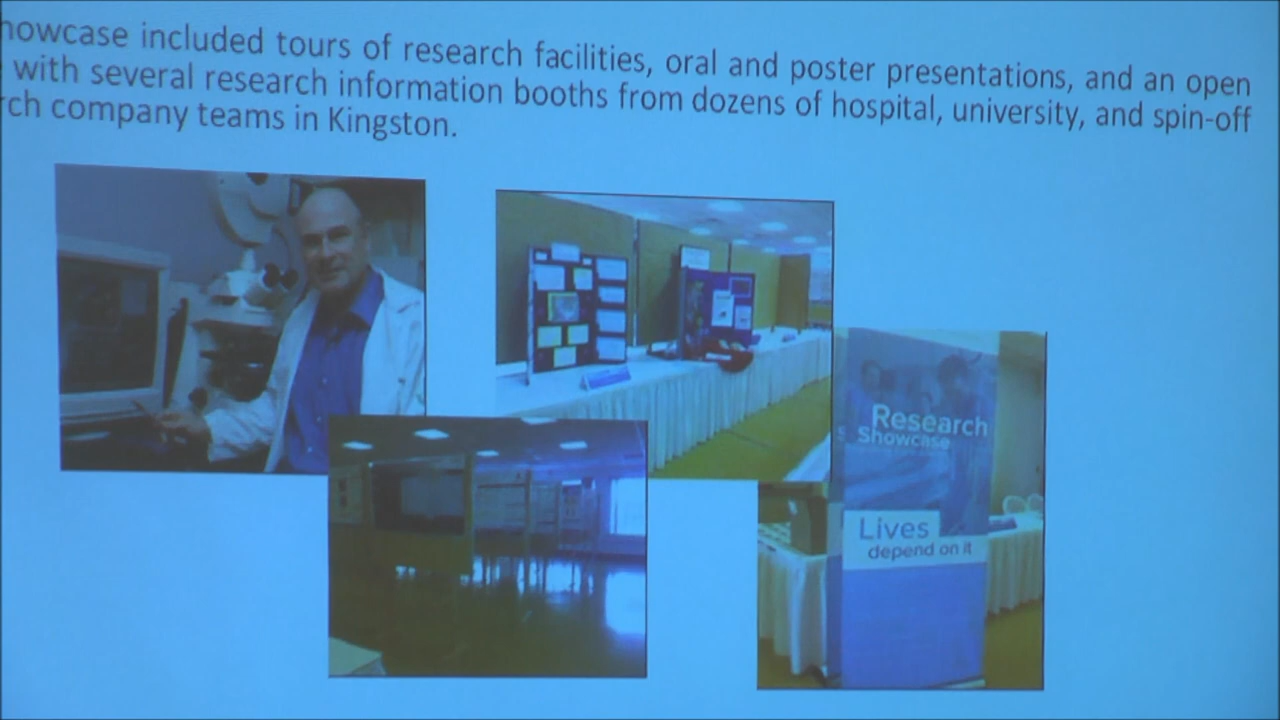 howcase included tours of research facilities, oral and poster presentations, and an open
with several research information booths from dozens of hospital, university, and spin-off
rch company teams in Kingston.
Research
Showcase
Lives
depend on it